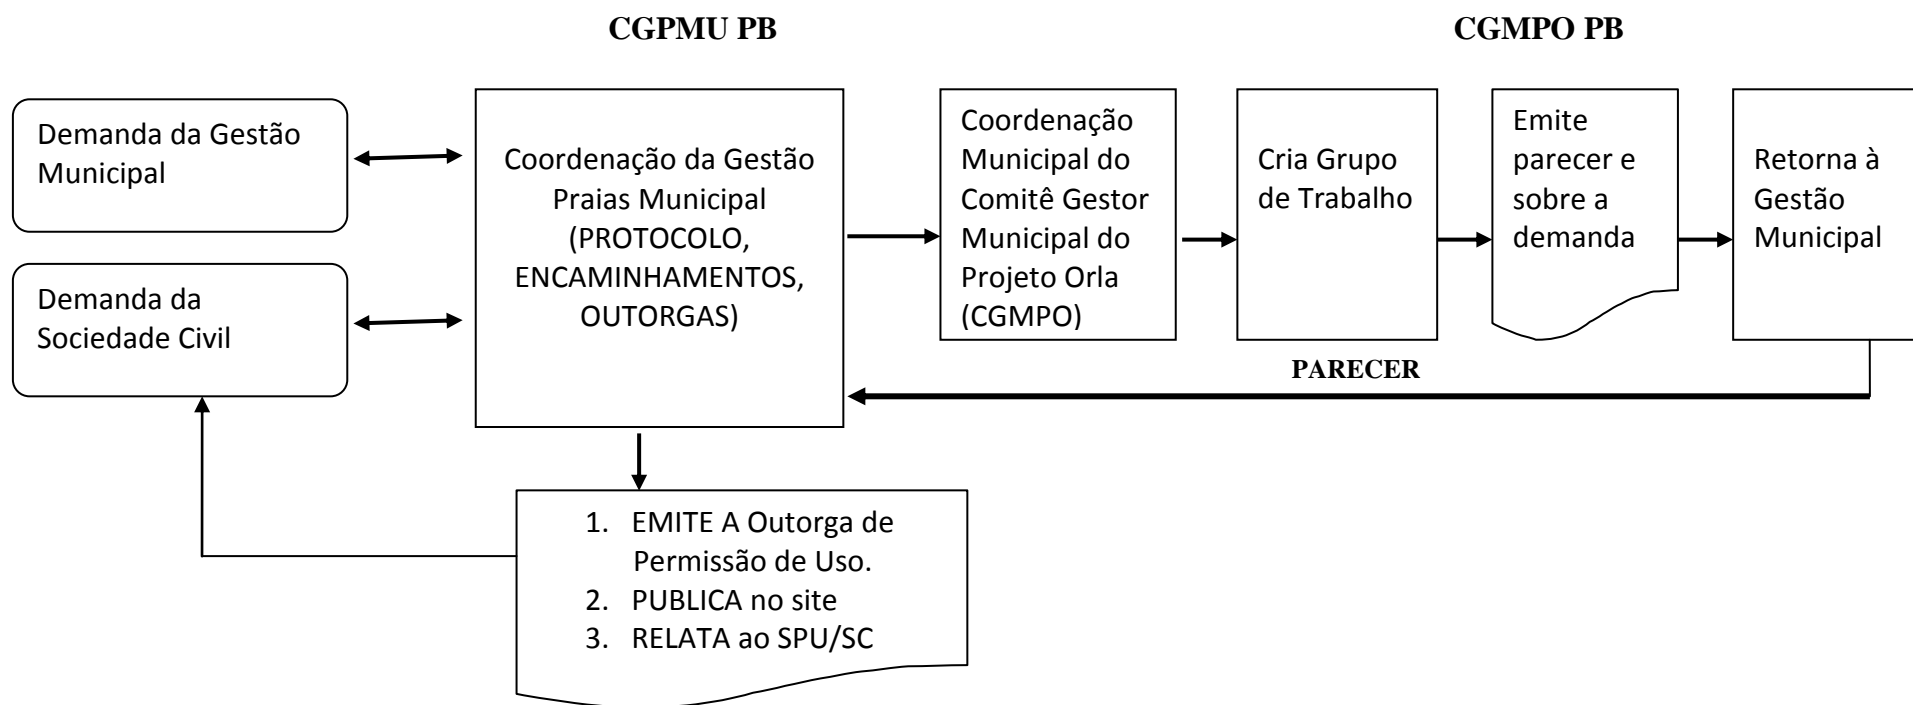 CGPMU PB
CGMPO PB
Demanda da Gestão
Municipal
Demanda da
Sociedade Civil
Coordenação da Gestão
Praias Municipal
(PROTOCOLO,
ENCAMINHAMENTOS,
OUTORGAS)
Coordenação
Municipal do
Comitê Gestor
Municipal do
Projeto Orla
(CGMPO)
Cria Grupo
de Trabalho
Emite
parecer e
sobre a
demanda
Retorna à
Gestão
Municipal
PARECER
1. EMITE A Outorga de
Permissão de Uso.
2. PUBLICA no site
3. RELATA ao SPU/SC